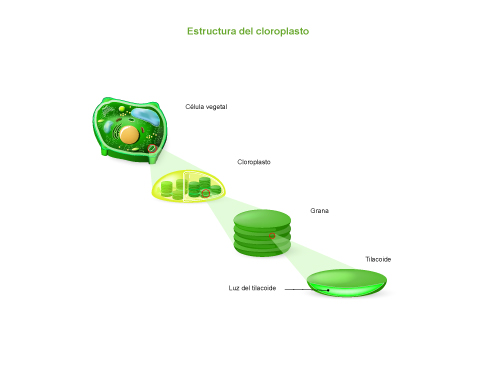 Estructura del cloroplasto
Célula vegetal
Cloroplasto
Grana
Tilacoide
Luz del tilacoide